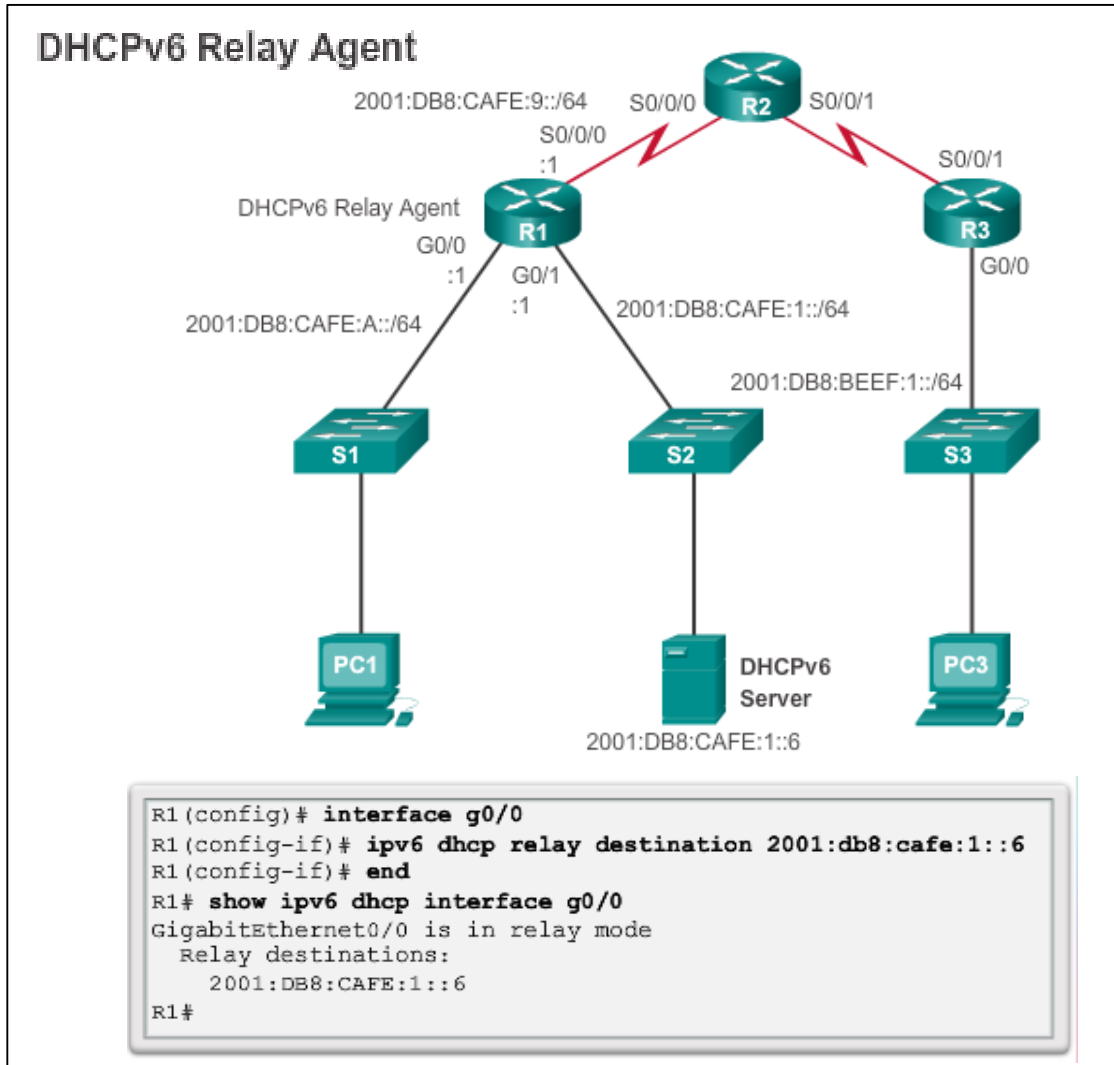 DHCPv6 Relay Agent
2001:DB8:CAFE:9::/64
S0/0/0
R2
S0/0/1
S0/0/0
:1
S0/0/1
DHCPv6 Relay Agent
R1
R3
G0/0
:1
G0/1
:1
G0/0
2001:DB8:CAFE:A::/64
2001:DB8:CAFE:1::/64
2001:DB8:BEEF:1::/64
S1
S2
S3
PC1
DHCPv6
Server
PC3
2001:DB8:CAFE:1::6
R1(config)# interface g0/0
R1(config-if)# ipv6 dhcp relay destination 2001:db8:cafe:1::6
R1(config-if)# end
R1# show ipv6 dhcp interface g0/0
GigabitEthernet0/0 is in relay mode
Relay destinations:
2001:DB8:CAFE:1::6
R1#